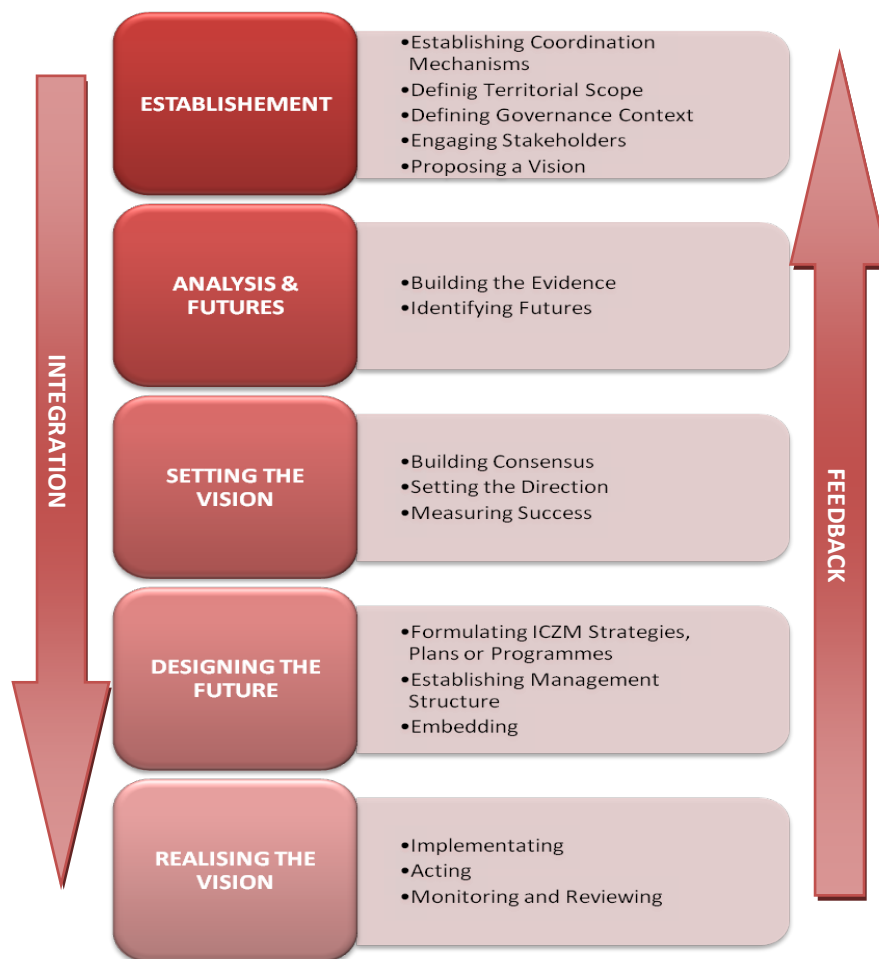 ESTABLISHEMENT
•Establishing Coordination
Mechanisms
•Definig Territorial Scope
•Defining Governance Context
•Engaging Stakeholders
•Proposing a Vision
ANALYSIS &
FUTURES
•Building the Evidence
•Identifying Futures
SETTING THE
VISION
•Building Consensus
•Setting the Direction
•Measuring Success
DESIGNING THE
FUTURE
•Formulating ICZM Strategies,
Plans or Programmes
•Establishing Management
Structure
•Embedding
REALISING THE
VISION
•Implementating
•Acting
•Monitoring and Reviewing
INTEGRATION
FEEDBACK